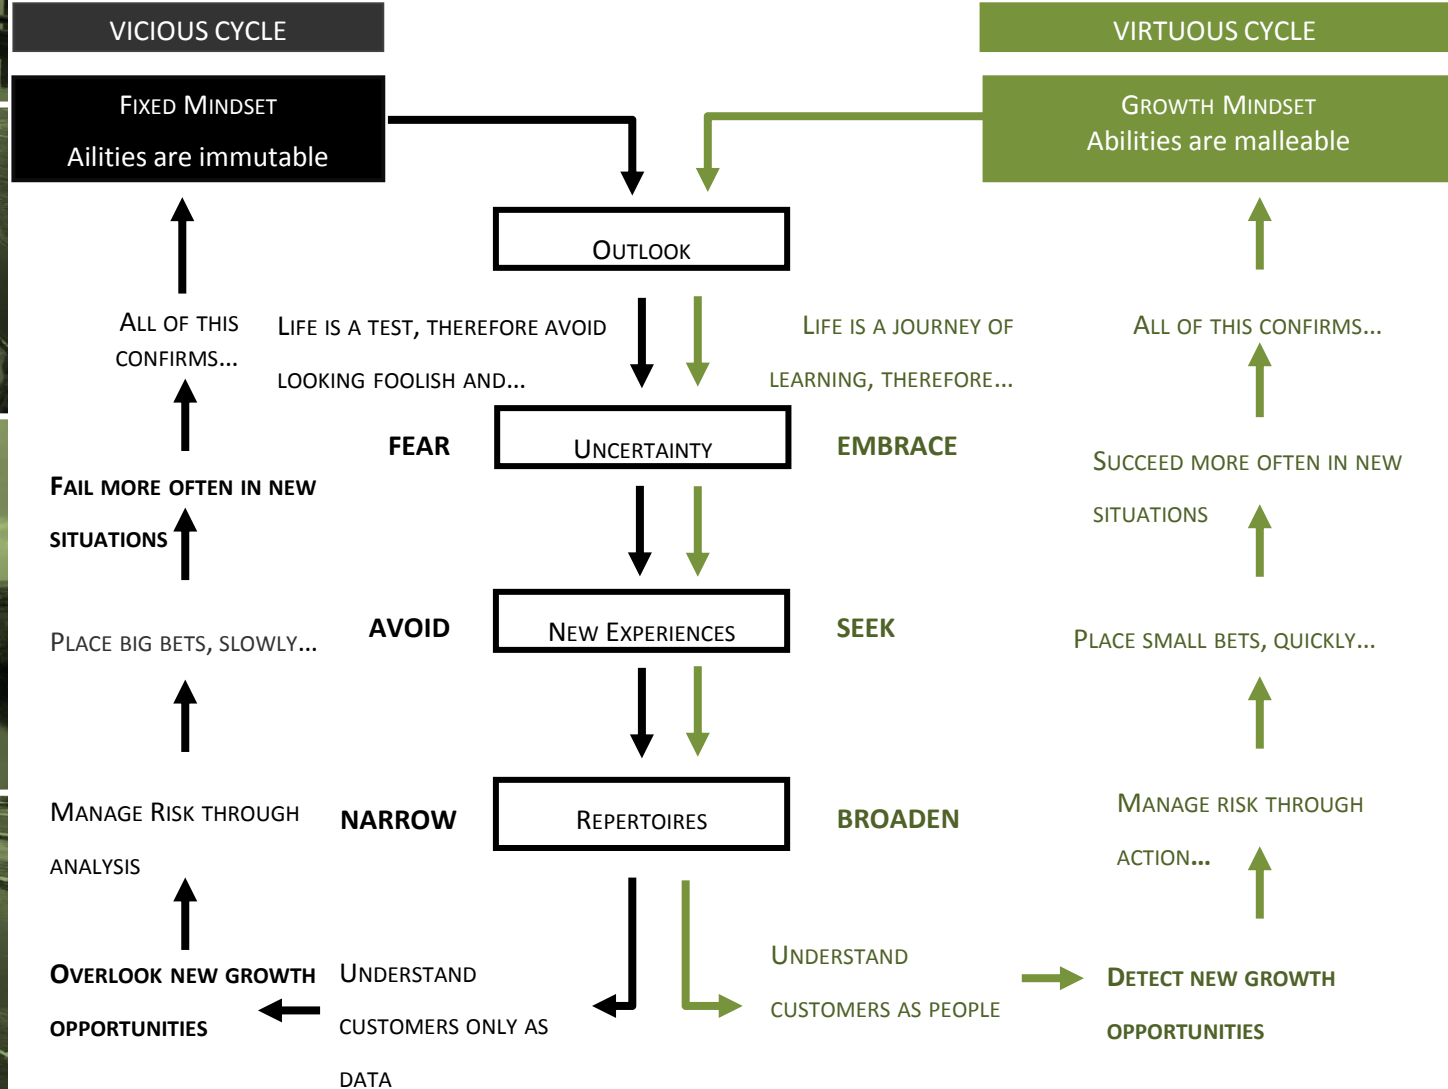 VICIOUS CYCLE
VIRTUOUS CYCLE
FIXED MINDSET
Ailities are immutable
GROWTH MINDSET
Abilities are malleable
OUTLOOK
ALL OF THIS
CONFIRMS...
LIFE IS A TEST, THEREFORE AVOID
LOOKING FOOLISH AND...
LIFE IS A JOURNEY OF
LEARNING, THEREFORE...
ALL OF THIS CONFIRMS...
FEAR
UNCERTAINTY
EMBRACE
FAIL MORE OFTEN IN NEW
SITUATIONS
SUCCEED MORE OFTEN IN NEW
SITUATIONS
PLACE BIG BETS, SLOWLY...
AVOID
NEW EXPERIENCES
SEEK
PLACE SMALL BETS, QUICKLY...
MANAGE RISK THROUGH
ANALYSIS
NARROW
REPERTOIRES
BROADEN
MANAGE RISK THROUGH
ACTION...
OVERLOOK NEW GROWTH
OPPORTUNITIES
UNDERSTAND
CUSTOMERS ONLY AS
DATA
UNDERSTAND
CUSTOMERS AS PEOPLE
DETECT NEW GROWTH
OPPORTUNITIES